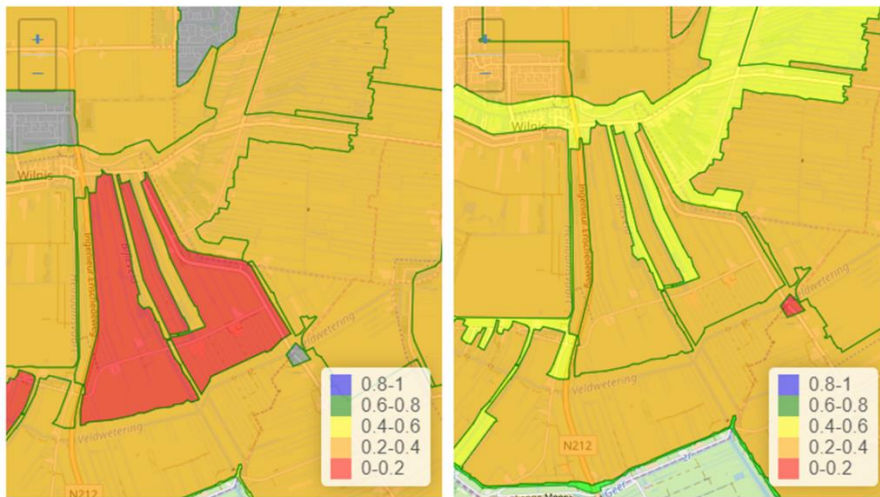 +
−
Wilnis
Ingenieur Enschedeweg
Veldwetering
Veldwetering
N212
0.8-1
0.6-0.8
0.4-0.6
0.2-0.4
0-0.2
+
−
Wilnis
Ingenieur Enschedeweg
Veldwetering
Veldwetering
N212
Geer
0.8-1
0.6-0.8
0.4-0.6
0.2-0.4
0-0.2